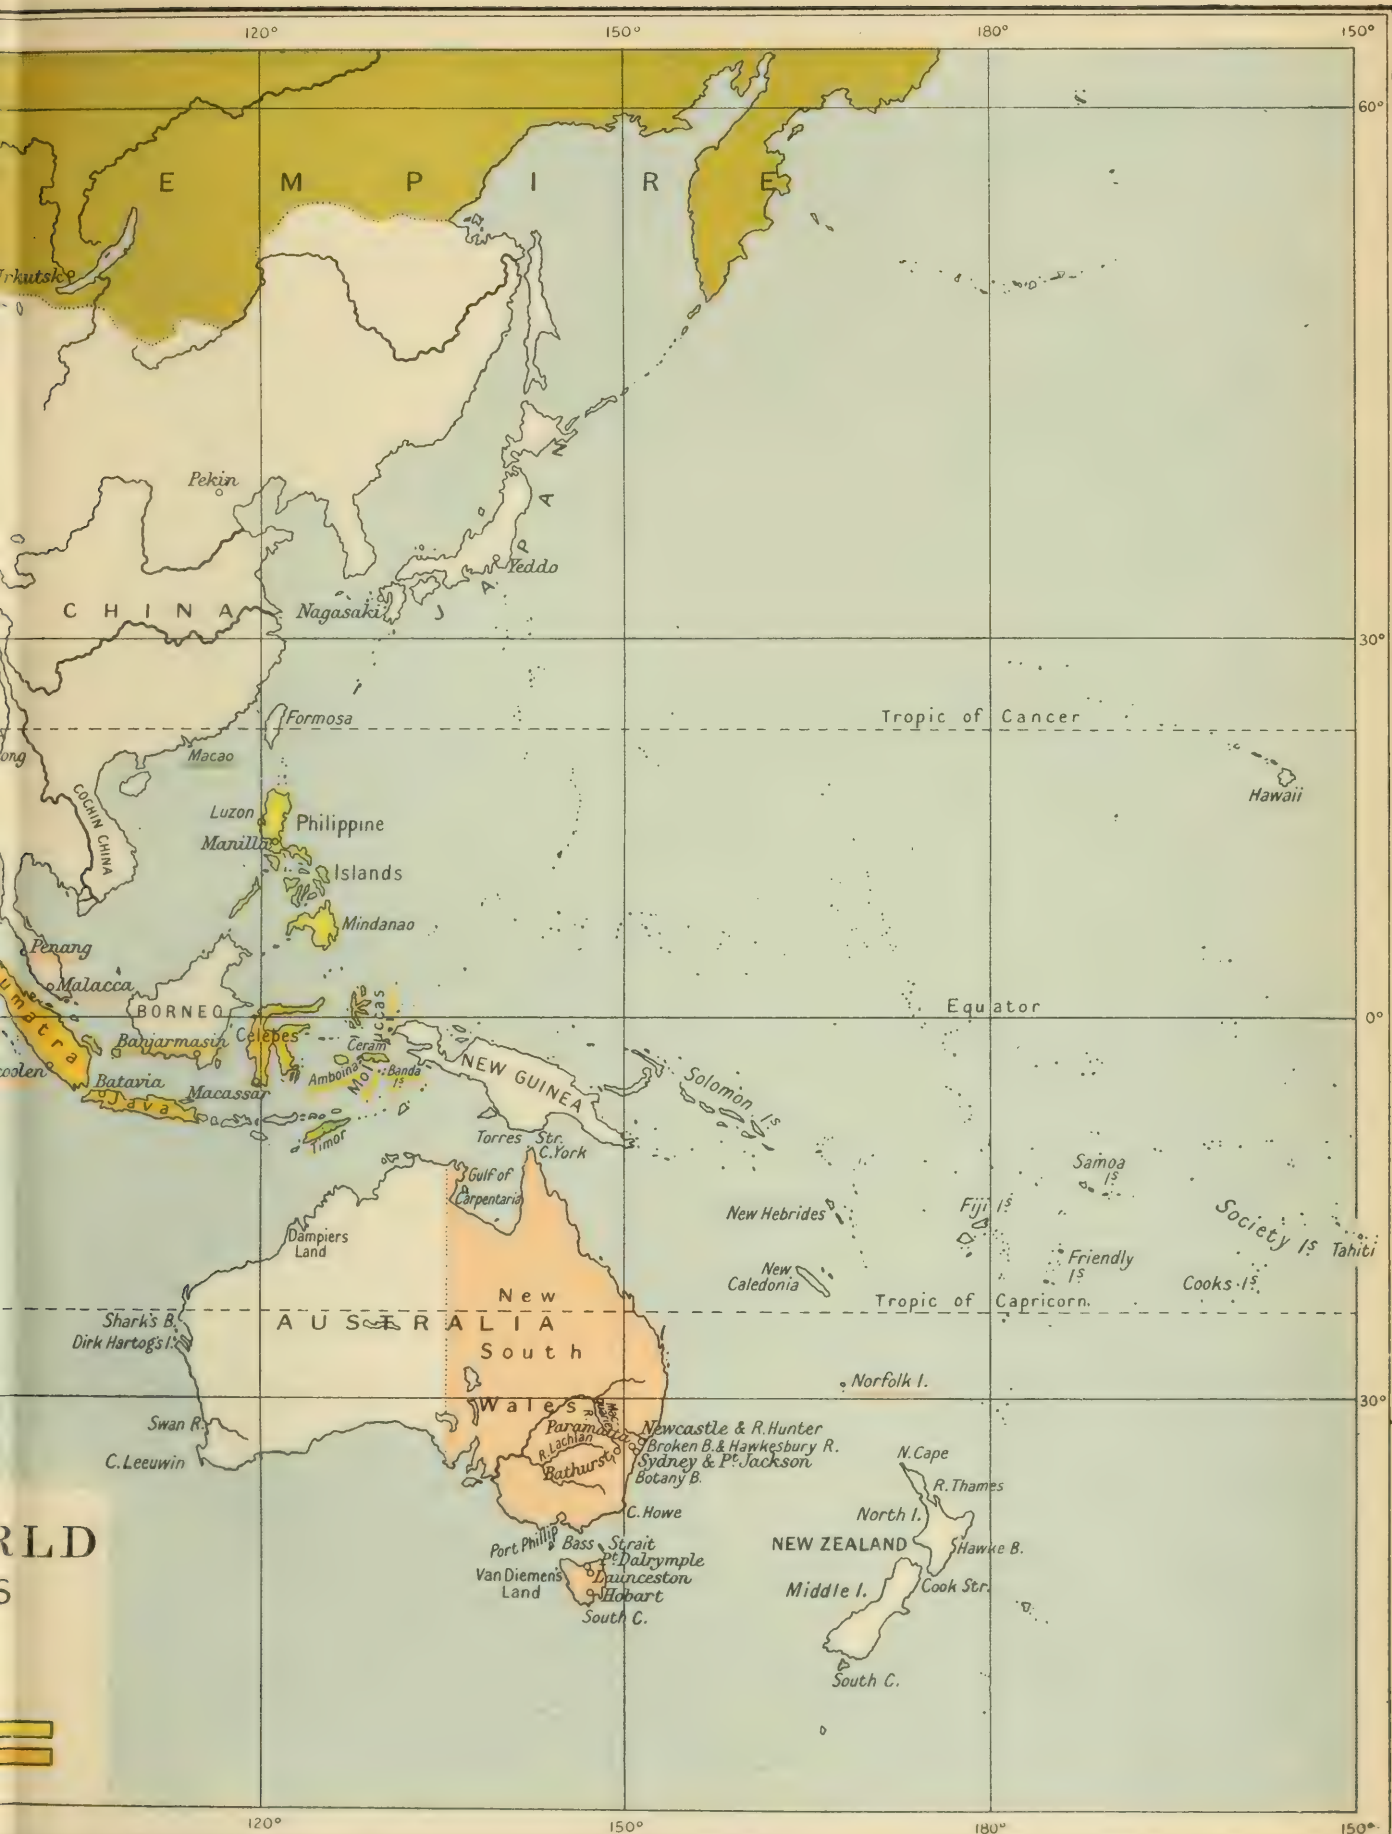 120° 150° 180° 150°
60°
E M P I R E
Irkutsk
Pekin
JAPAN
Yeddo
CHINA
Nagasaki
30°
Formosa
Tropic of Cancer
ong
Macao
Hawaii
COCHIN CHINA
Luzon
Philippine
Manilla
Islands
Mindanao
Penang
Malacca
umatra
BORNEO
Equator
0°
Moluccas
Banjarmasin
Celebes
Ceram
coolen
Amboina
Banda Is
NEW GUINEA
Solomon Is
Batavia
Macassar
Java
Timor
Torres Str.
C. York
Gulf of
Carpentaria
Samoa
Is
New Hebrides
Fiji Is
Society Is
Tahiti
Dampiers
Land
Friendly
Is
New
Caledonia
Cooks Is
New
Tropic of Capricorn.
AUSTRALIA
Shark's B.
Dirk Hartog's I.
South
Norfolk I.
30°
Wales
Swan R.
Paramatta
Newcastle & R. Hunter
R. Lachlan
Broken B. & Hawkesbury R.
C. Leeuwin
Bathurst
Sydney & Pt. Jackson
Botany B.
N. Cape
R. Thames
C. Howe
North I.
RLD
Port Phillip
Bass Strait
NEW ZEALAND
Hawke B.
Pt. Dalrymple
Van Diemen's
Land
Launceston
Middle I.
Cook Str.
S
Hobart
South C.
South C.
120° 150° 180° 150°